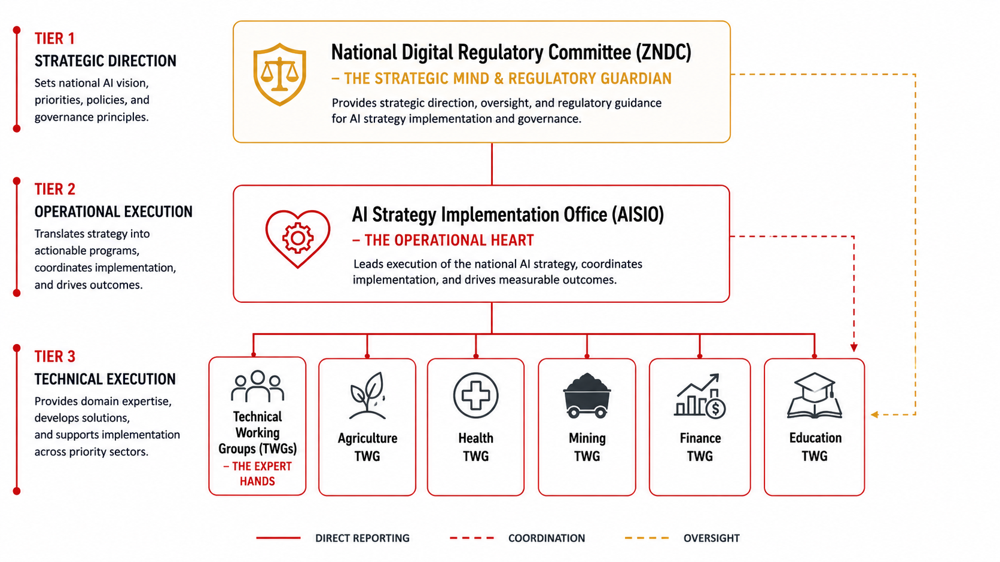 TIER 1
STRATEGIC DIRECTION
Sets national AI vision,
priorities, policies, and
governance principles.
National Digital Regulatory Committee (ZNDC)
– THE STRATEGIC MIND & REGULATORY GUARDIAN
Provides strategic direction, oversight, and regulatory guidance
for AI strategy implementation and governance.
TIER 2
OPERATIONAL EXECUTION
Translates strategy into
actionable programs,
coordinates implementation,
and drives outcomes.
AI Strategy Implementation Office (AISIO)
– THE OPERATIONAL HEART
Leads execution of the national AI strategy, coordinates
implementation, and drives measurable outcomes.
TIER 3
TECHNICAL EXECUTION
Provides domain expertise,
develops solutions,
and supports implementation
across priority sectors.
Technical
Working
Groups (TWGs)
– THE EXPERT
HANDS
Agriculture
TWG
Health
TWG
Mining
TWG
$
Finance
TWG
Education
TWG
DIRECT REPORTING
COORDINATION
OVERSIGHT